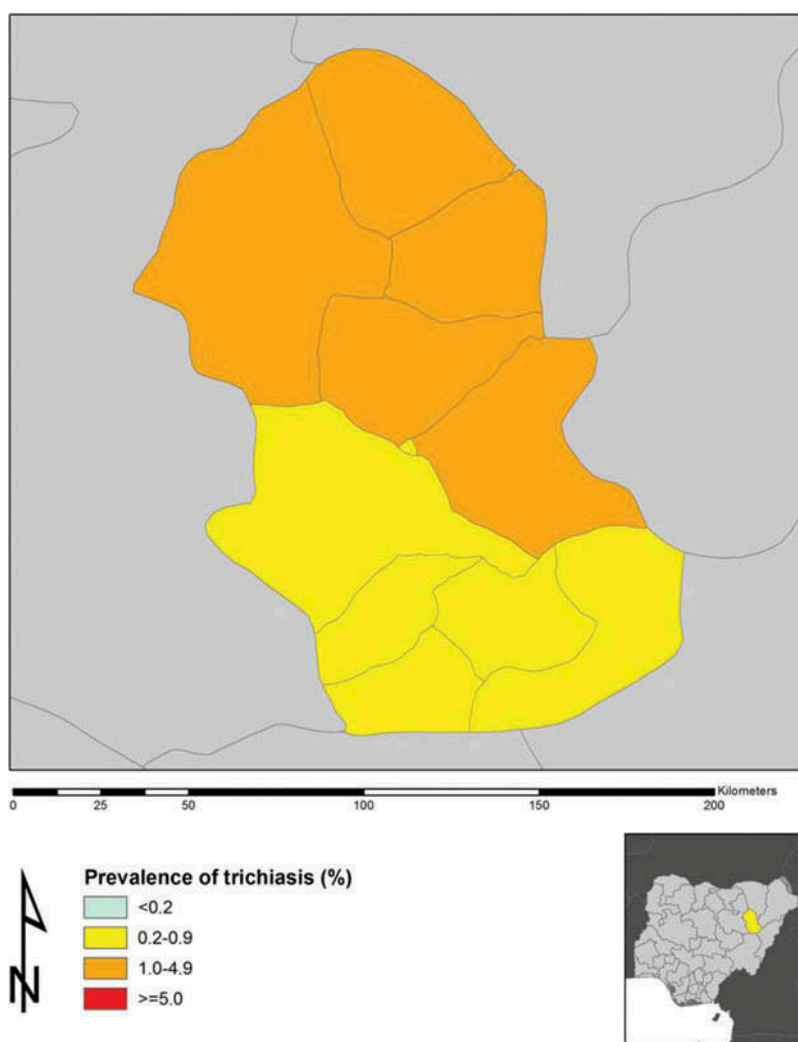 0 25 50 100 150 200 Kilometers
N
Prevalence of trichiasis (%)
<0.2
0.2-0.9
1.0-4.9
>=5.0